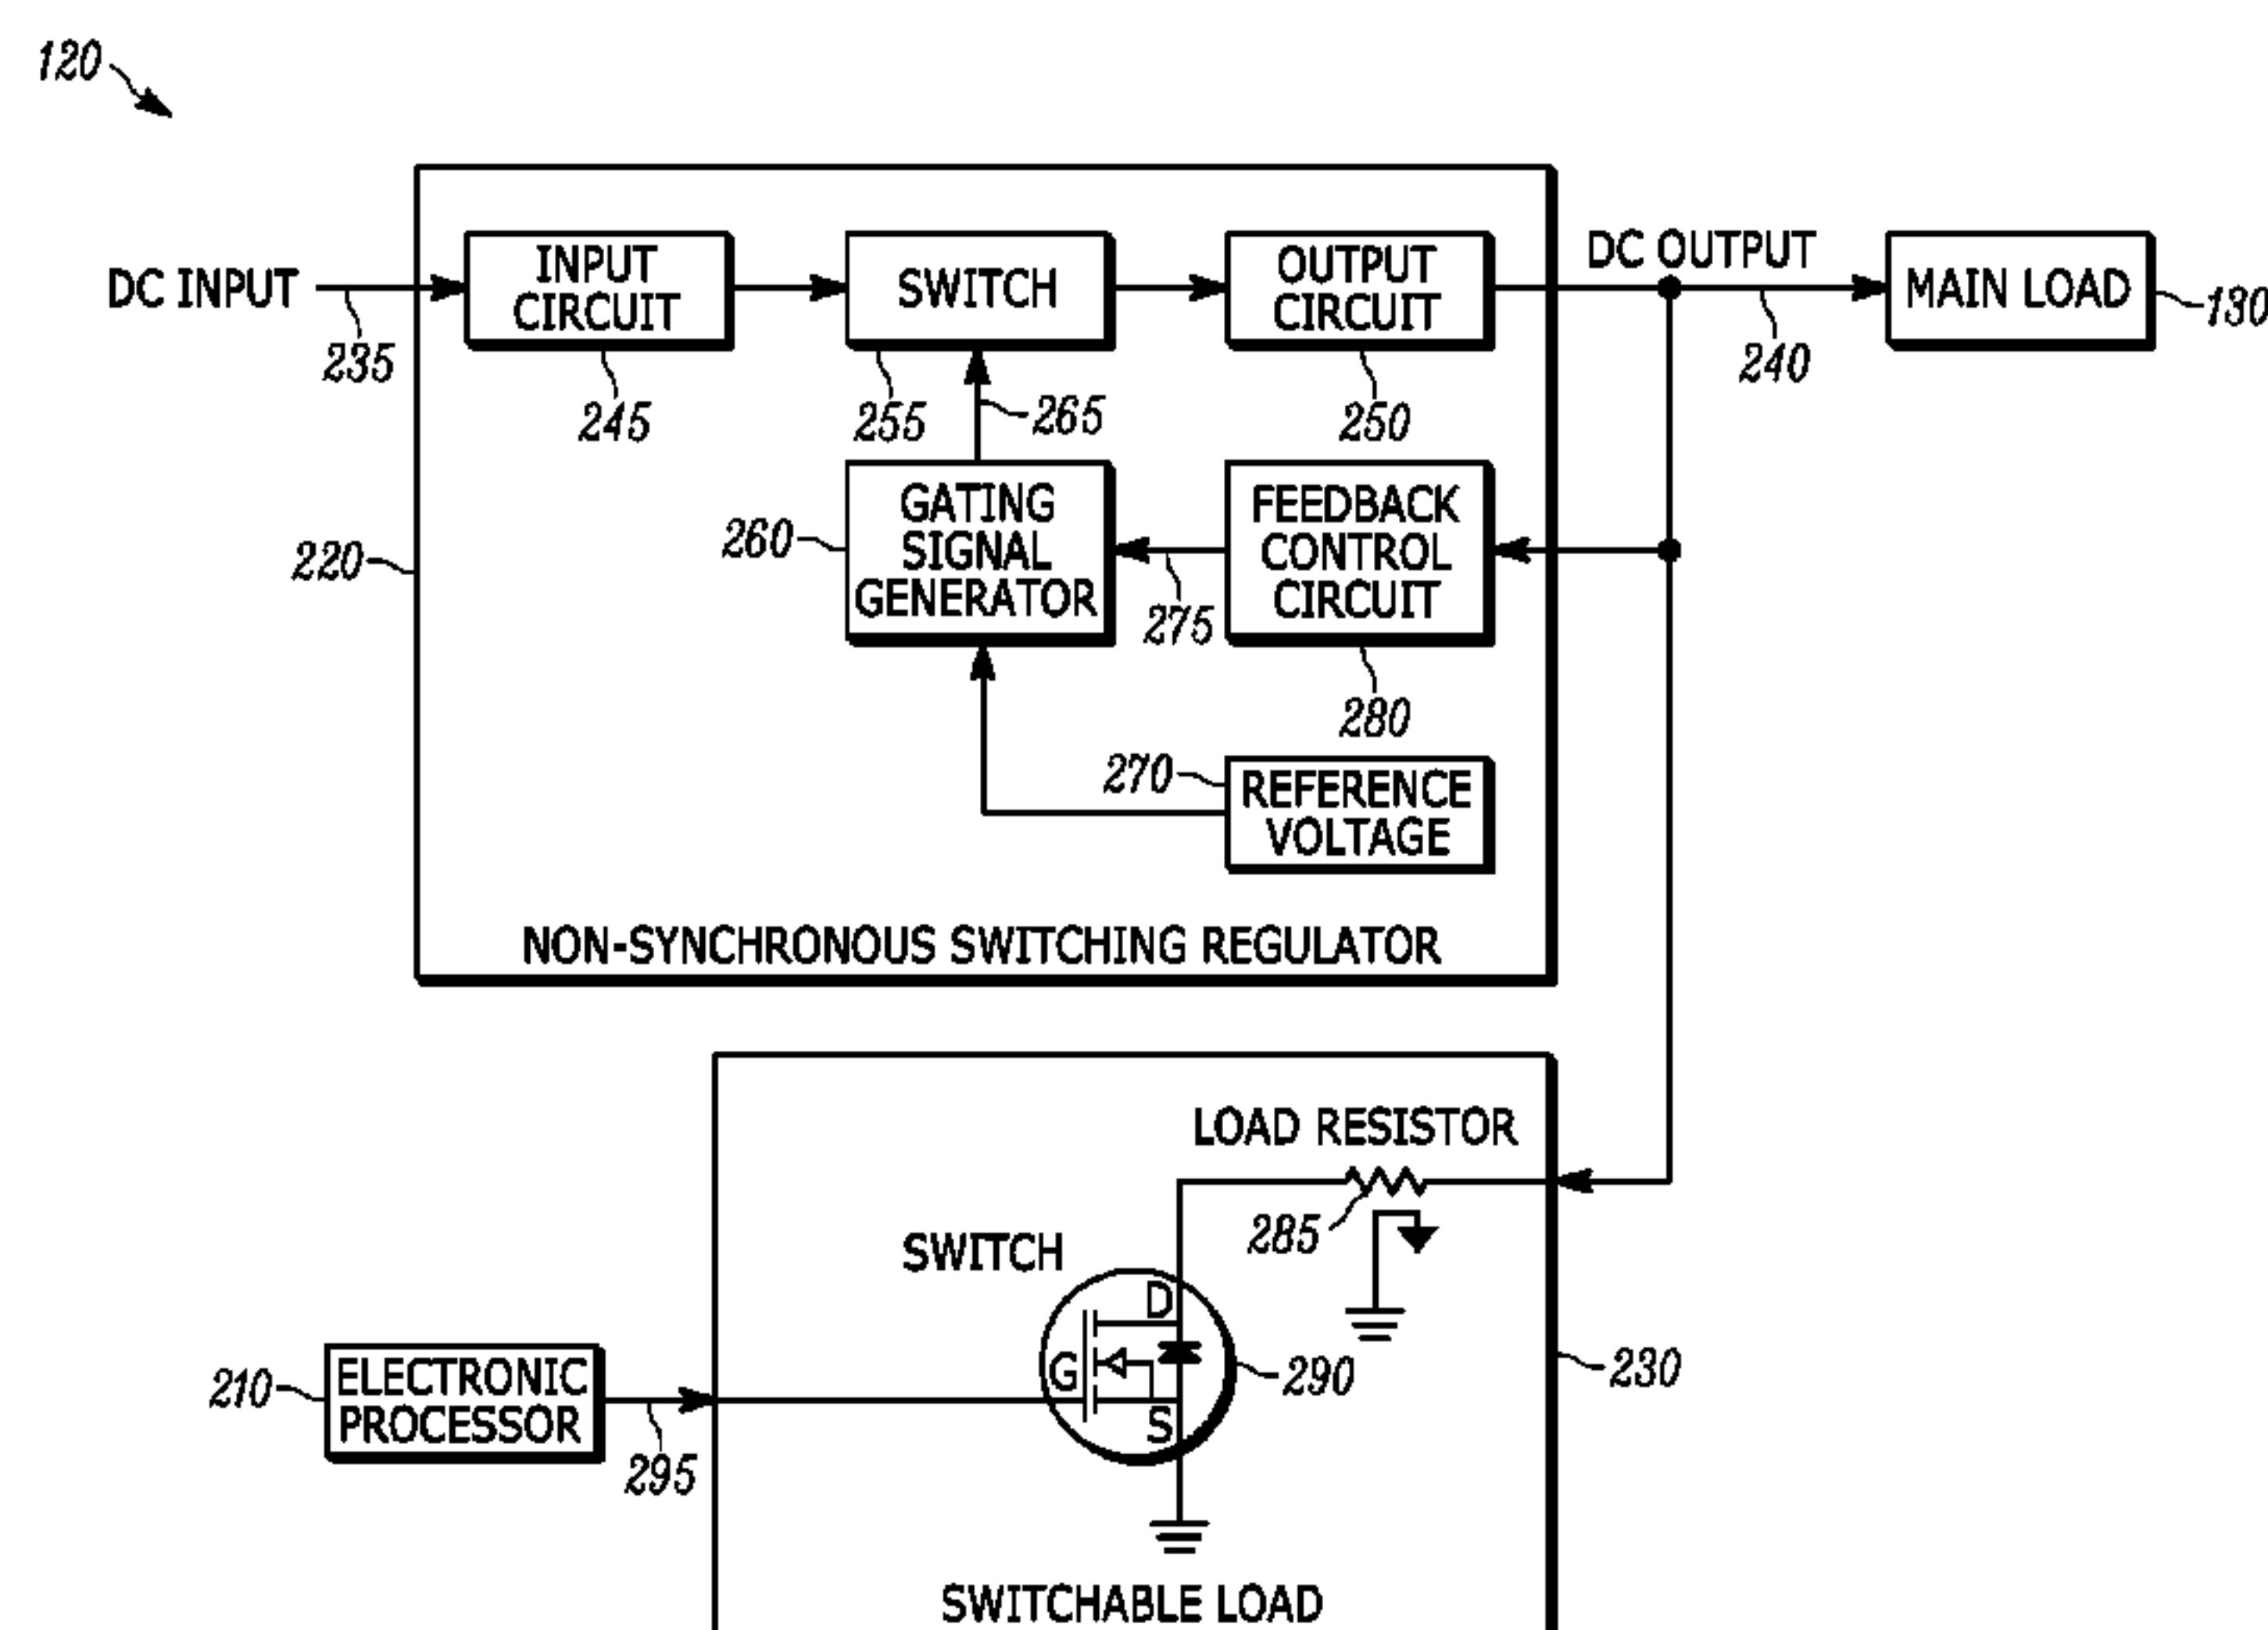 120
DC INPUT
235
INPUT
CIRCUIT
245
SWITCH
255
265
OUTPUT
CIRCUIT
250
DC OUTPUT
240
MAIN LOAD
130
220
260
GATING
SIGNAL
GENERATOR
275
FEEDBACK
CONTROL
CIRCUIT
280
270
REFERENCE
VOLTAGE
NON-SYNCHRONOUS SWITCHING REGULATOR
LOAD RESISTOR
285
SWITCH
D
G
S
290
230
210
ELECTRONIC
PROCESSOR
295
SWITCHABLE LOAD